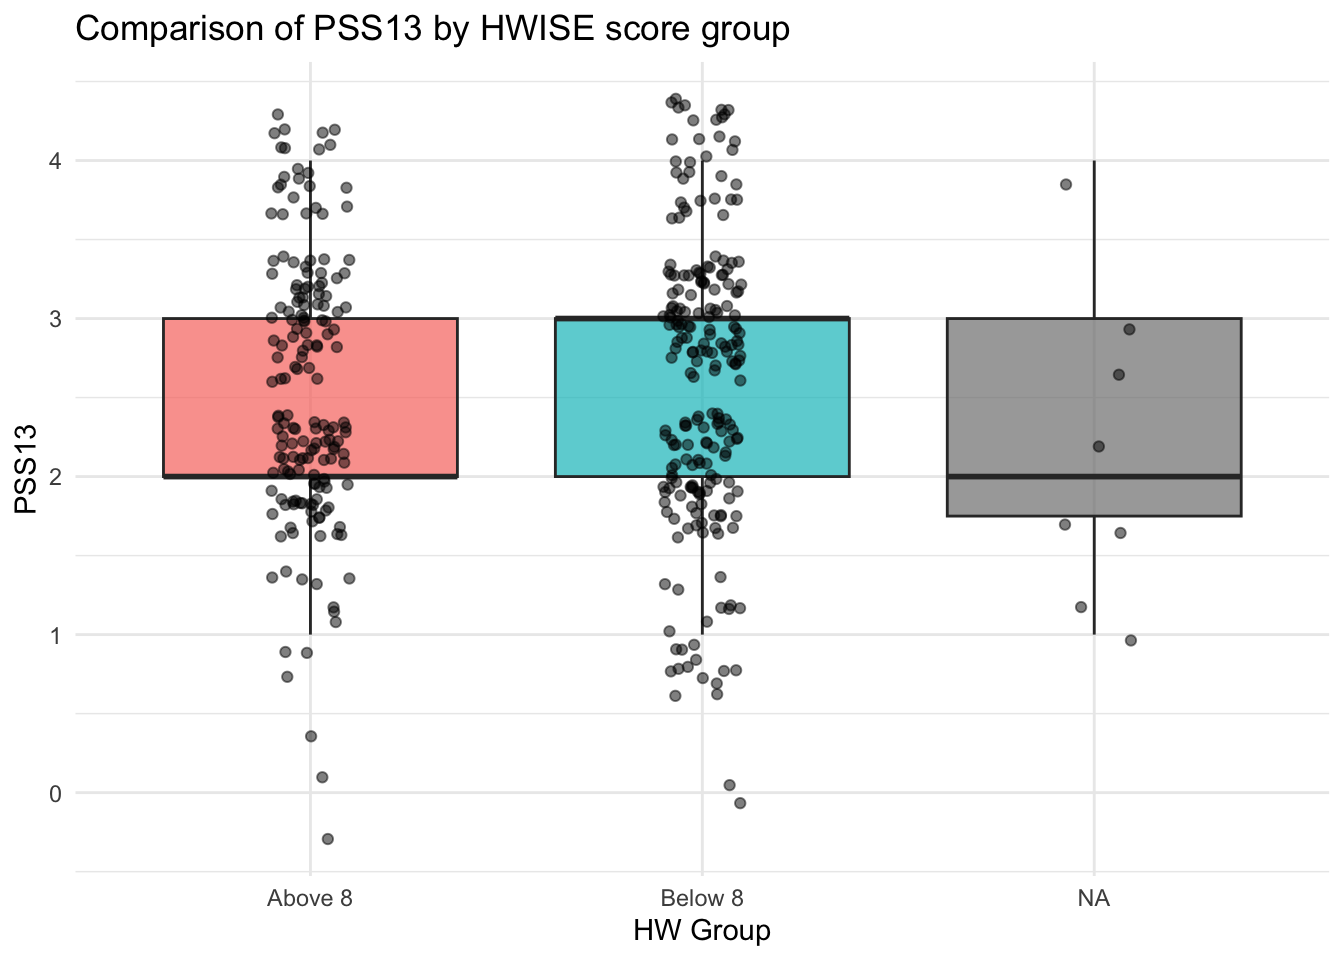 Comparison of PSS13 by HWISE score group
PSS13
4
3
2
1
0
Above 8
Below 8
NA
HW Group